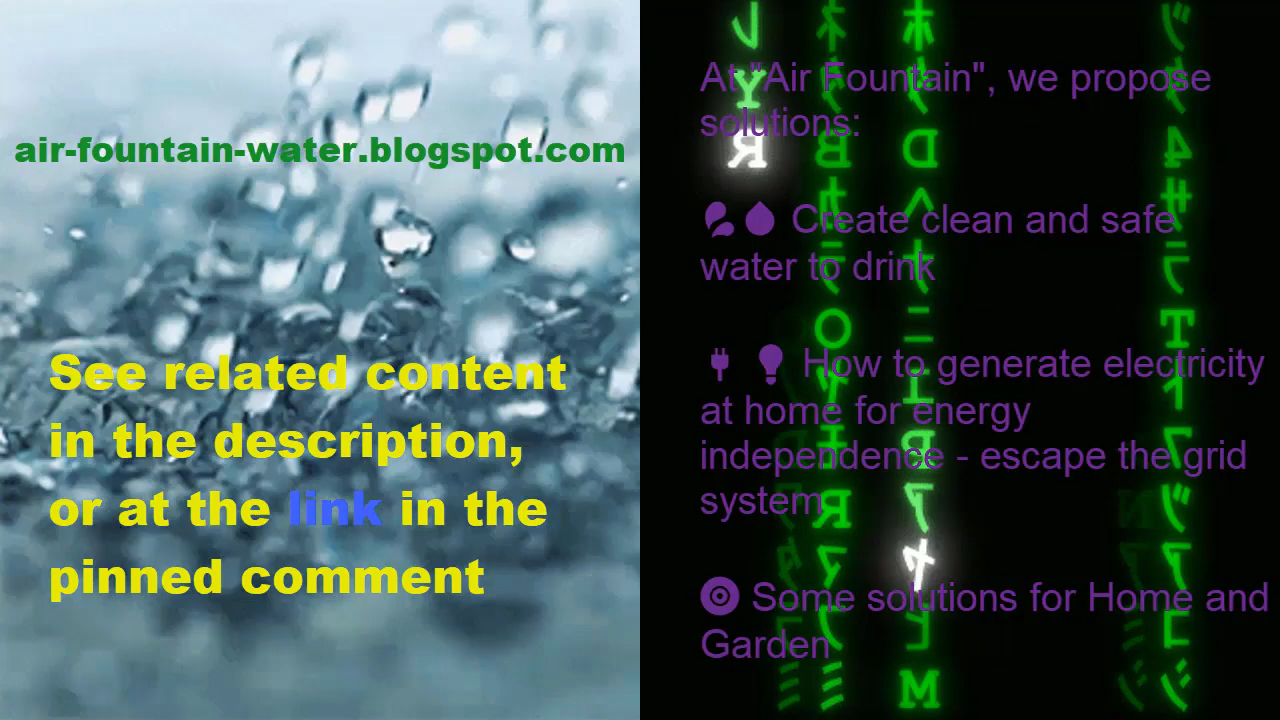 air-fountain-water.blogspot.com
See related content
in the description,
or at the link in the
pinned comment
At "Air Fountain", we propose
solutions:
Create clean and safe
water to drink
How to generate electricity
at home for energy
independence - escape the grid
system
Some solutions for Home and
Garden